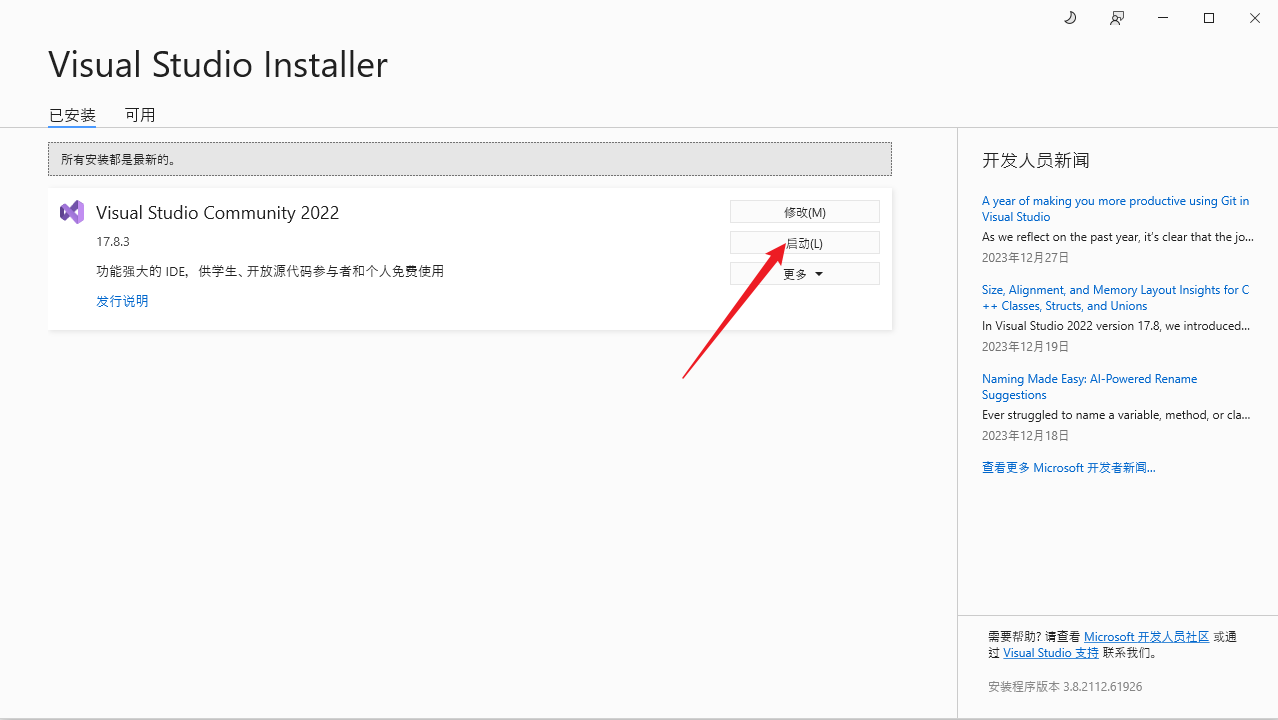 Visual Studio Installer
已安装
可用
所有安装都是最新的。
Visual Studio Community 2022
17.8.3
功能强大的 IDE，供学生、开放源代码参与者和个人免费使用
发行说明
修改(M)
启动(L)
更多
开发人员新闻
A year of making you more productive using Git in
Visual Studio
As we reflect on the past year, it's clear that the jo...
2023年12月27日
Size, Alignment, and Memory Layout Insights for C
++ Classes, Structs, and Unions
In Visual Studio 2022 version 17.8, we introduced...
2023年12月19日
Naming Made Easy: AI-Powered Rename
Suggestions
Ever struggled to name a variable, method, or cla...
2023年12月18日
查看更多 Microsoft 开发者新闻...
需要帮助? 请查看 Microsoft 开发人员社区 或通
过 Visual Studio 支持 联系我们。
安装程序版本 3.8.2112.61926